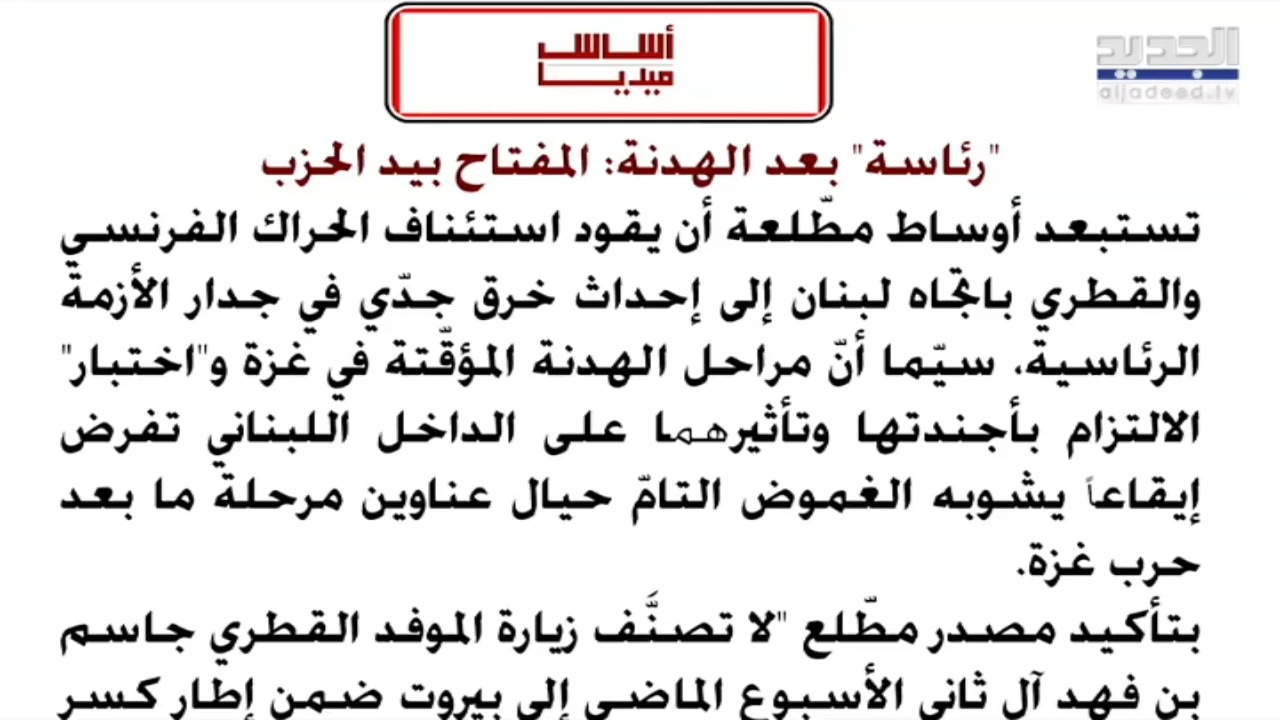 أساس
ميديا
الجديد
aljadeed.tv
"رئاسة" بعد الهدنة: المفتاح بيد الحزب
تستبعد أوساط مطّلعة أن يقود استئناف الحراك الفرنسي
والقطري باتجاه لبنان إلى إحداث خرق جدّي في جدار الأزمة
الرئاسية، سيّما أنّ مراحل الهدنة المؤقّتة في غزة و"اختبار"
الالتزام بأجندتها وتأثيرهما على الداخل اللبناني تفرض
إيقاعاً يشوبه الغموض التامّ حيال عناوين مرحلة ما بعد
حرب غزة.
بتأكيد مصدر مطّلع "لا تصنَّف زيارة الموفد القطري جاسم
بن فهد آل ثاني الأسبوع الماضي إلى بيروت ضمن إطار كسر